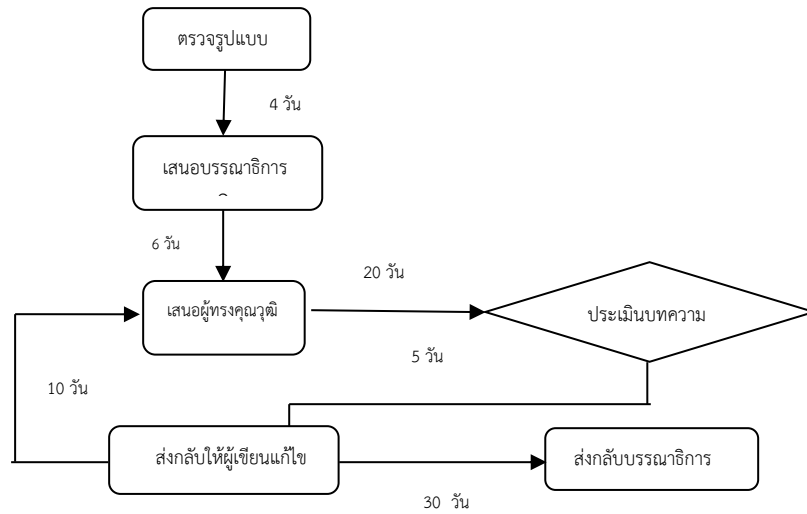 ตรวจรูปแบบ
4 วัน
เสนอบรรณาธิการ
6 วัน
20 วัน
เสนอผู้ทรงคุณวุฒิ
ประเมินบทความ
5 วัน
10 วัน
ส่งกลับให้ผู้เขียนแก้ไข
ส่งกลับบรรณาธิการ
30 วัน